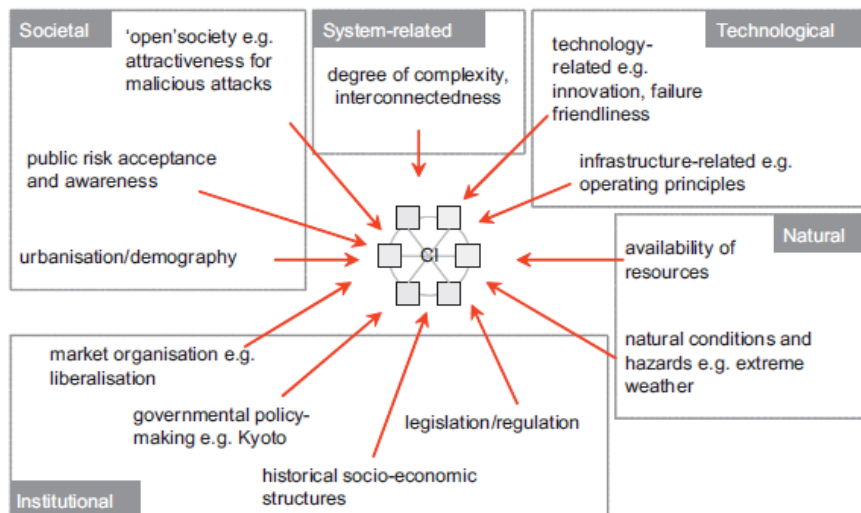 Societal
'open'society e.g.
attractiveness for
malicious attacks
public risk acceptance
and awareness
urbanisation/demography
System-related
degree of complexity,
interconnectedness
Technological
technology-
related e.g.
innovation, failure
friendliness
infrastructure-related e.g.
operating principles
CI
Natural
availability of
resources
natural conditions and
hazards e.g. extreme
weather
market organisation e.g.
liberalisation
governmental policy-
making e.g. Kyoto
legislation/regulation
historical socio-economic
structures
Institutional